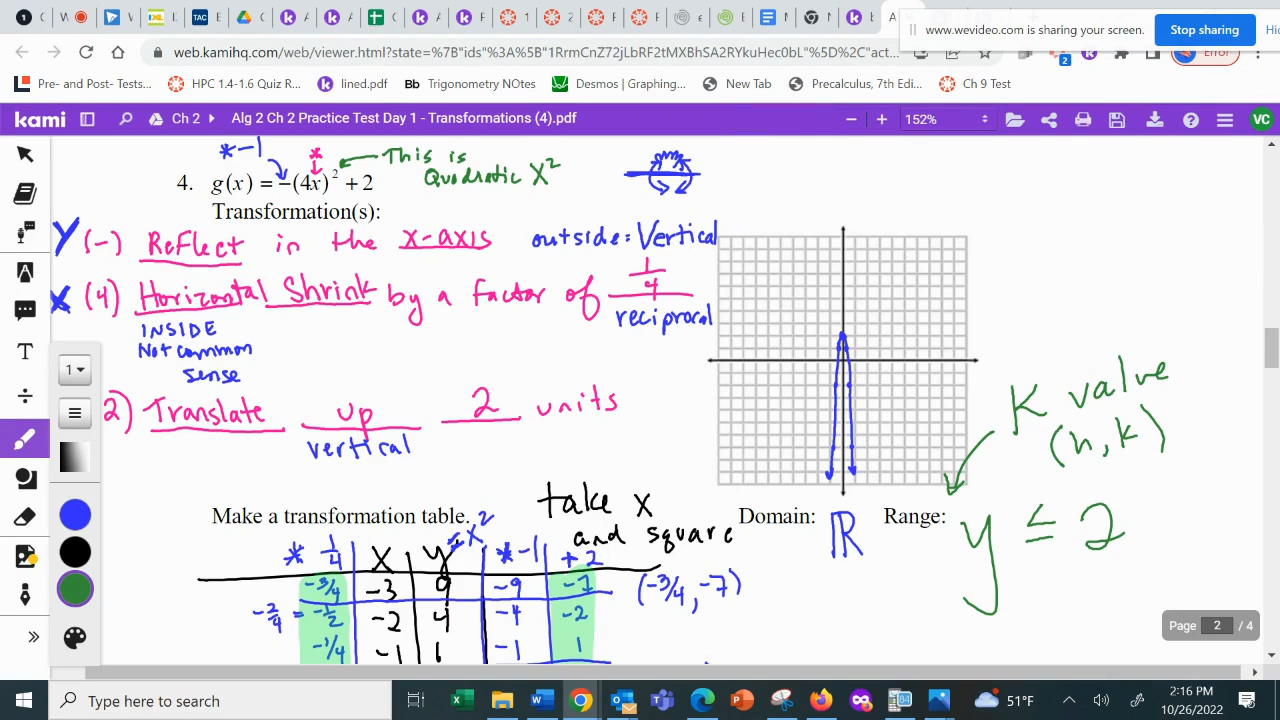 www.wevideo.com is sharing your screen. Stop sharing
web.kamihq.com/web/viewer.html?state=%7B"ids"%3A%5B"1RrmCnZ72jLbRF2tMXBhSA2RYkuHec0bL"%5D%2C"act...
Error
2
Pre- and Post- Tests... HPC 1.4-1.6 Quiz R... lined.pdf Bb Trigonometry NOtes Desmos | Graphing... New Tab Precalculus, 7th Edi... Ch 9 Test
kami Ch 2 Alg 2 Ch 2 Practice Test Day 1 - Transformations (4).pdf 152% VC
*-1 * This is
Quadratic X²
4. g(x) = −(4x)² + 2
Transformation(s):
Y (-) Reflect in the x-axis outside: Vertical
X (4) Horizontal Shrink by a factor of 1/4
INSIDE reciprocal
Not common
sense
1
2) Translate up 2 units
vertical
K value
(h, k)
Make a transformation table. take x
and square
Domain: ℝ Range: y ≤ 2
* 1/4 X Y x² *-1 +2
-3/4 -3 9 -9 -7 (-3/4, -7)
-2/4 = -1/2 -2 4 -4 -2
-1/4 -1 1 -1 1
Page 2 / 4
Type here to search
51°F
2:16 PM
10/26/2022